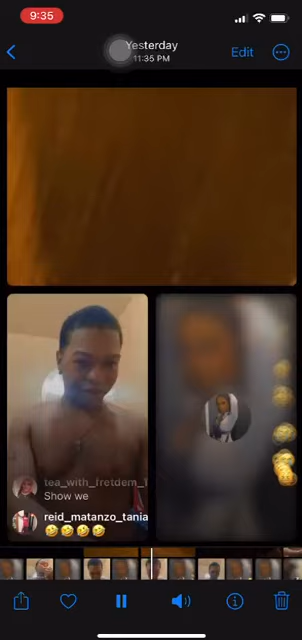 9:35
Yesterday
11:35 PM
Edit
tea_with_fretdem_
Show we
reid_matanzo_tania